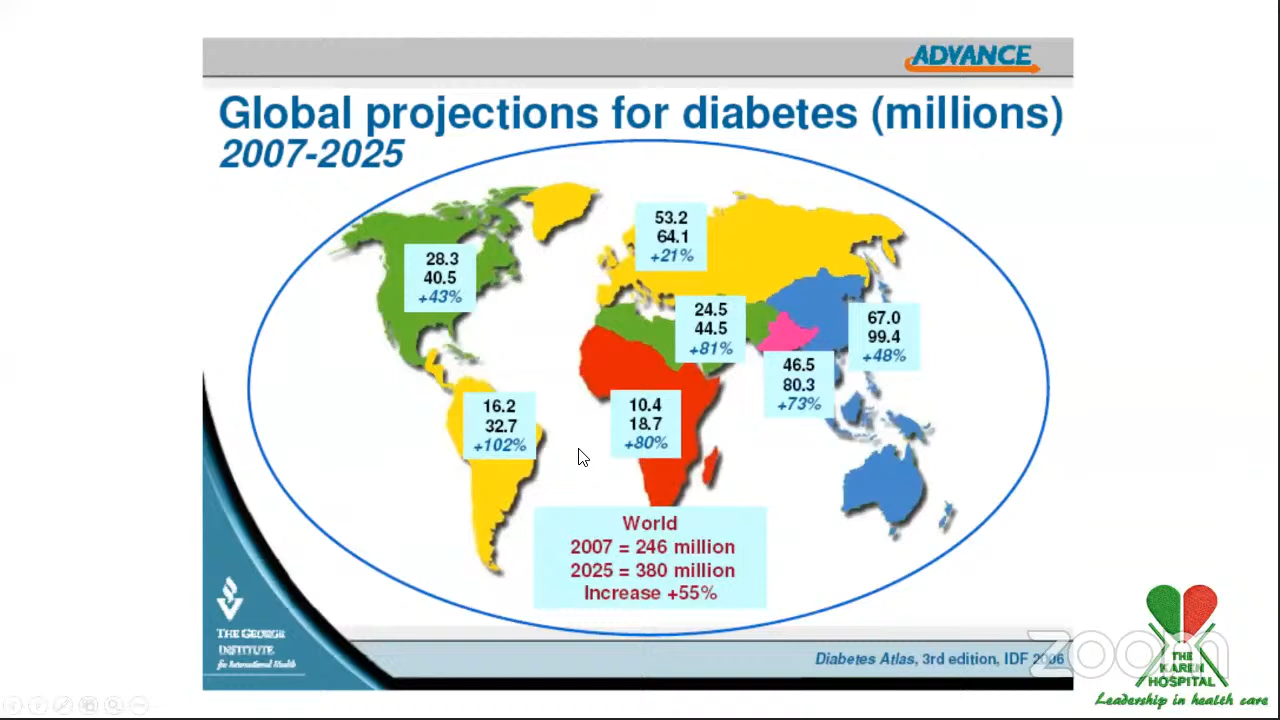 ADVANCE
Global projections for diabetes (millions)
2007-2025
53.2
64.1
+21%
28.3
40.5
+43%
24.5
44.5
+81%
67.0
99.4
+48%
46.5
80.3
+73%
16.2
32.7
+102%
10.4
18.7
+80%
World
2007 = 246 million
2025 = 380 million
Increase +55%
THE GEORGE
INSTITUTE
for International Health
Diabetes Atlas, 3rd edition, IDF 2006
zoom
THE
KAREN
HOSPITAL
Leadership in health care